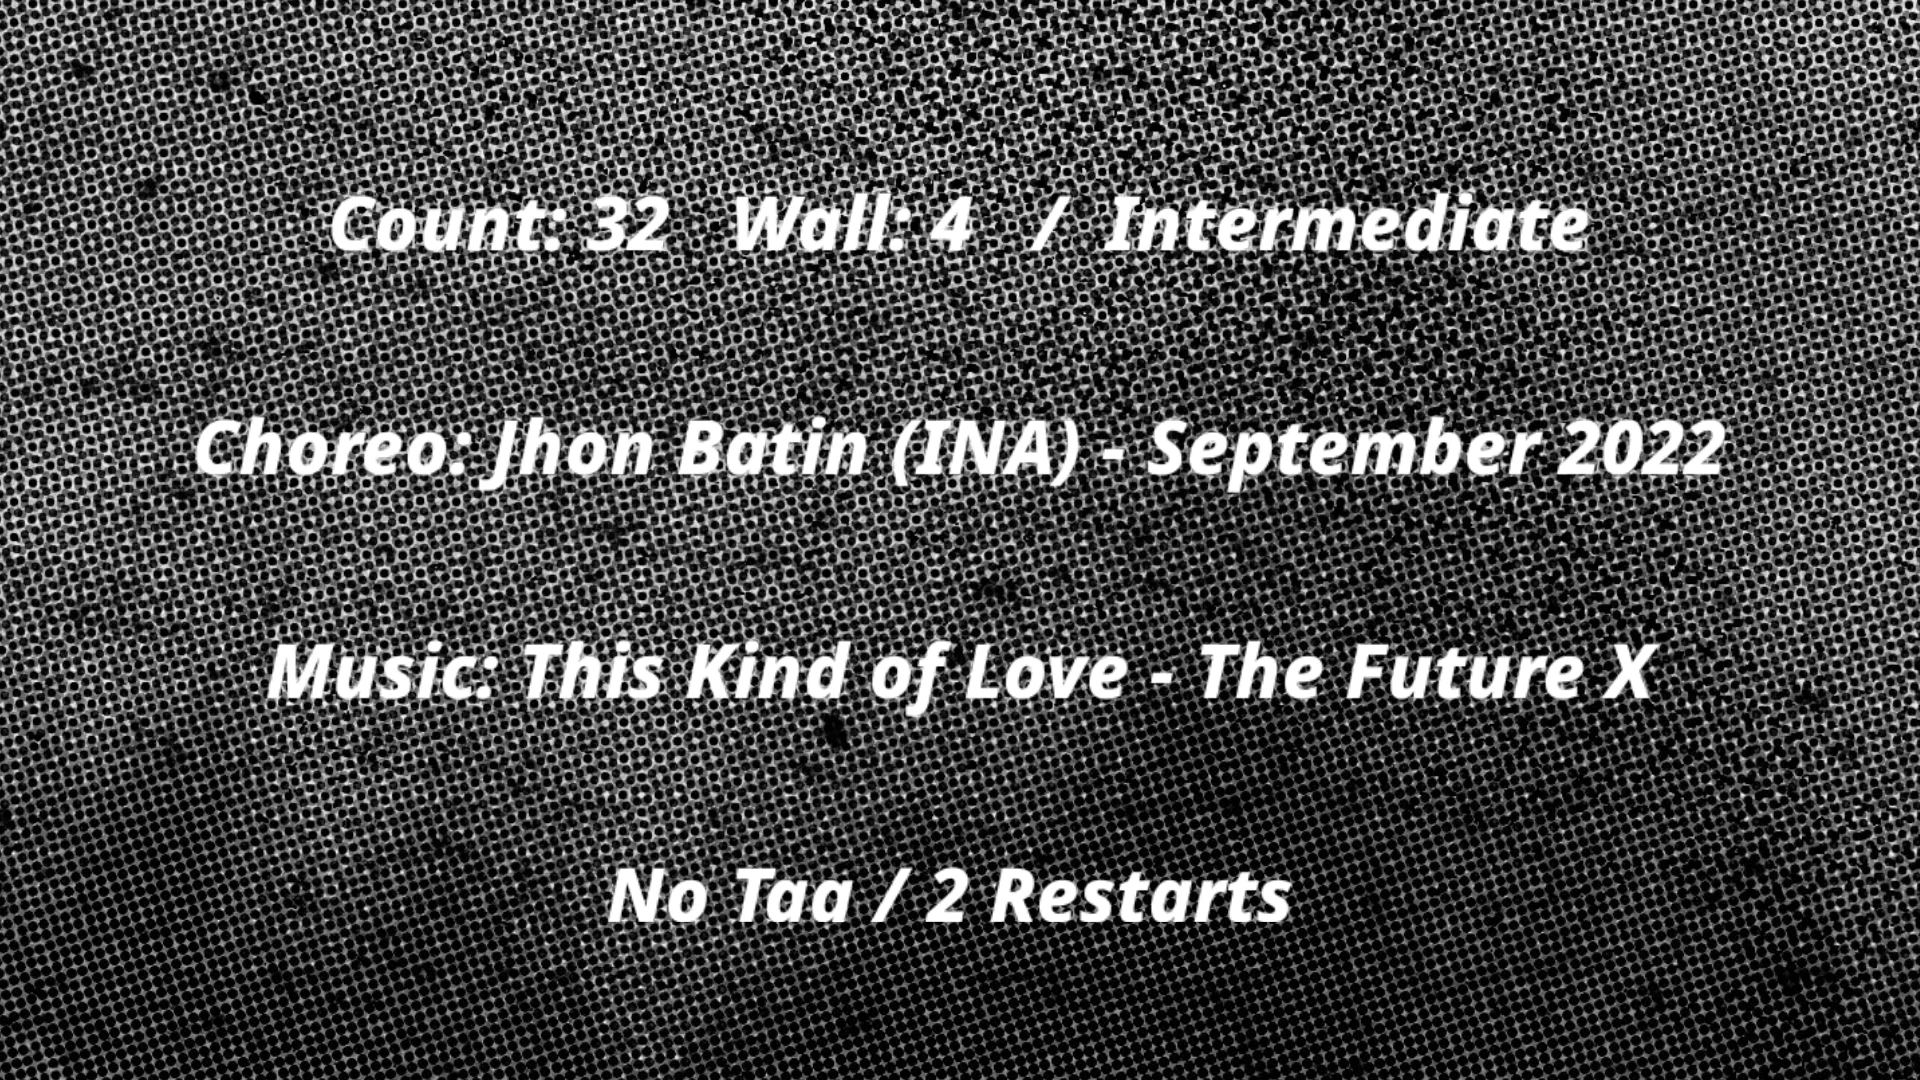 Count: 32 Wall: 4 / Intermediate
Choreo: Jhon Batin (INA) - September 2022
Music: This Kind of Love - The Future X
No Taa / 2 Restarts